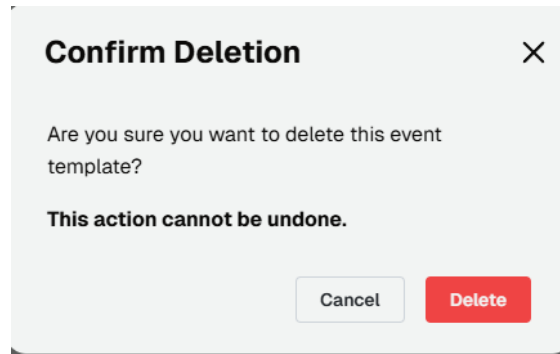 Confirm Deletion
Are you sure you want to delete this event
template?
This action cannot be undone.
Cancel
Delete